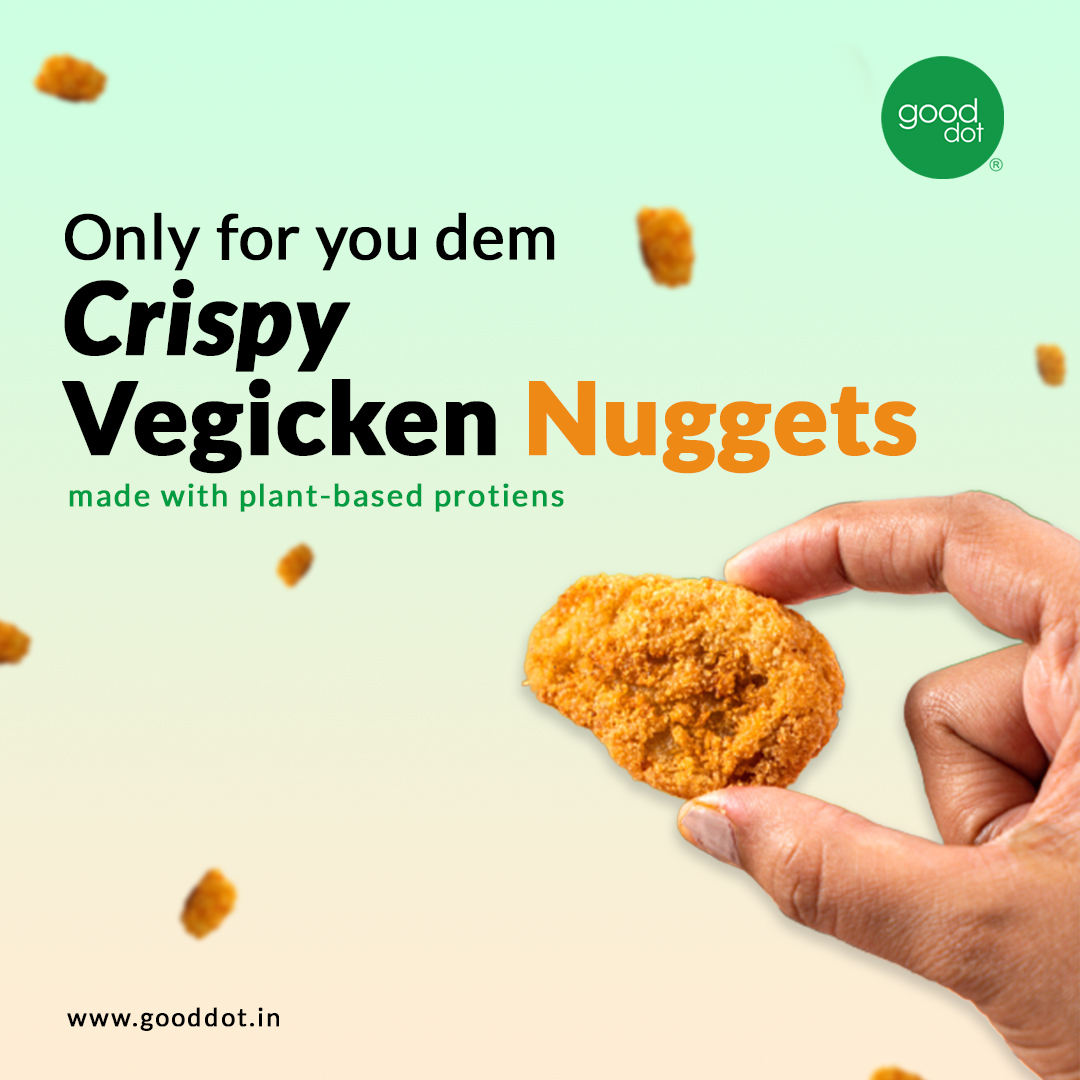 good
dot
®
Only for you dem
Crispy
Vegicken Nuggets
made with plant-based protiens
www.gooddot.in